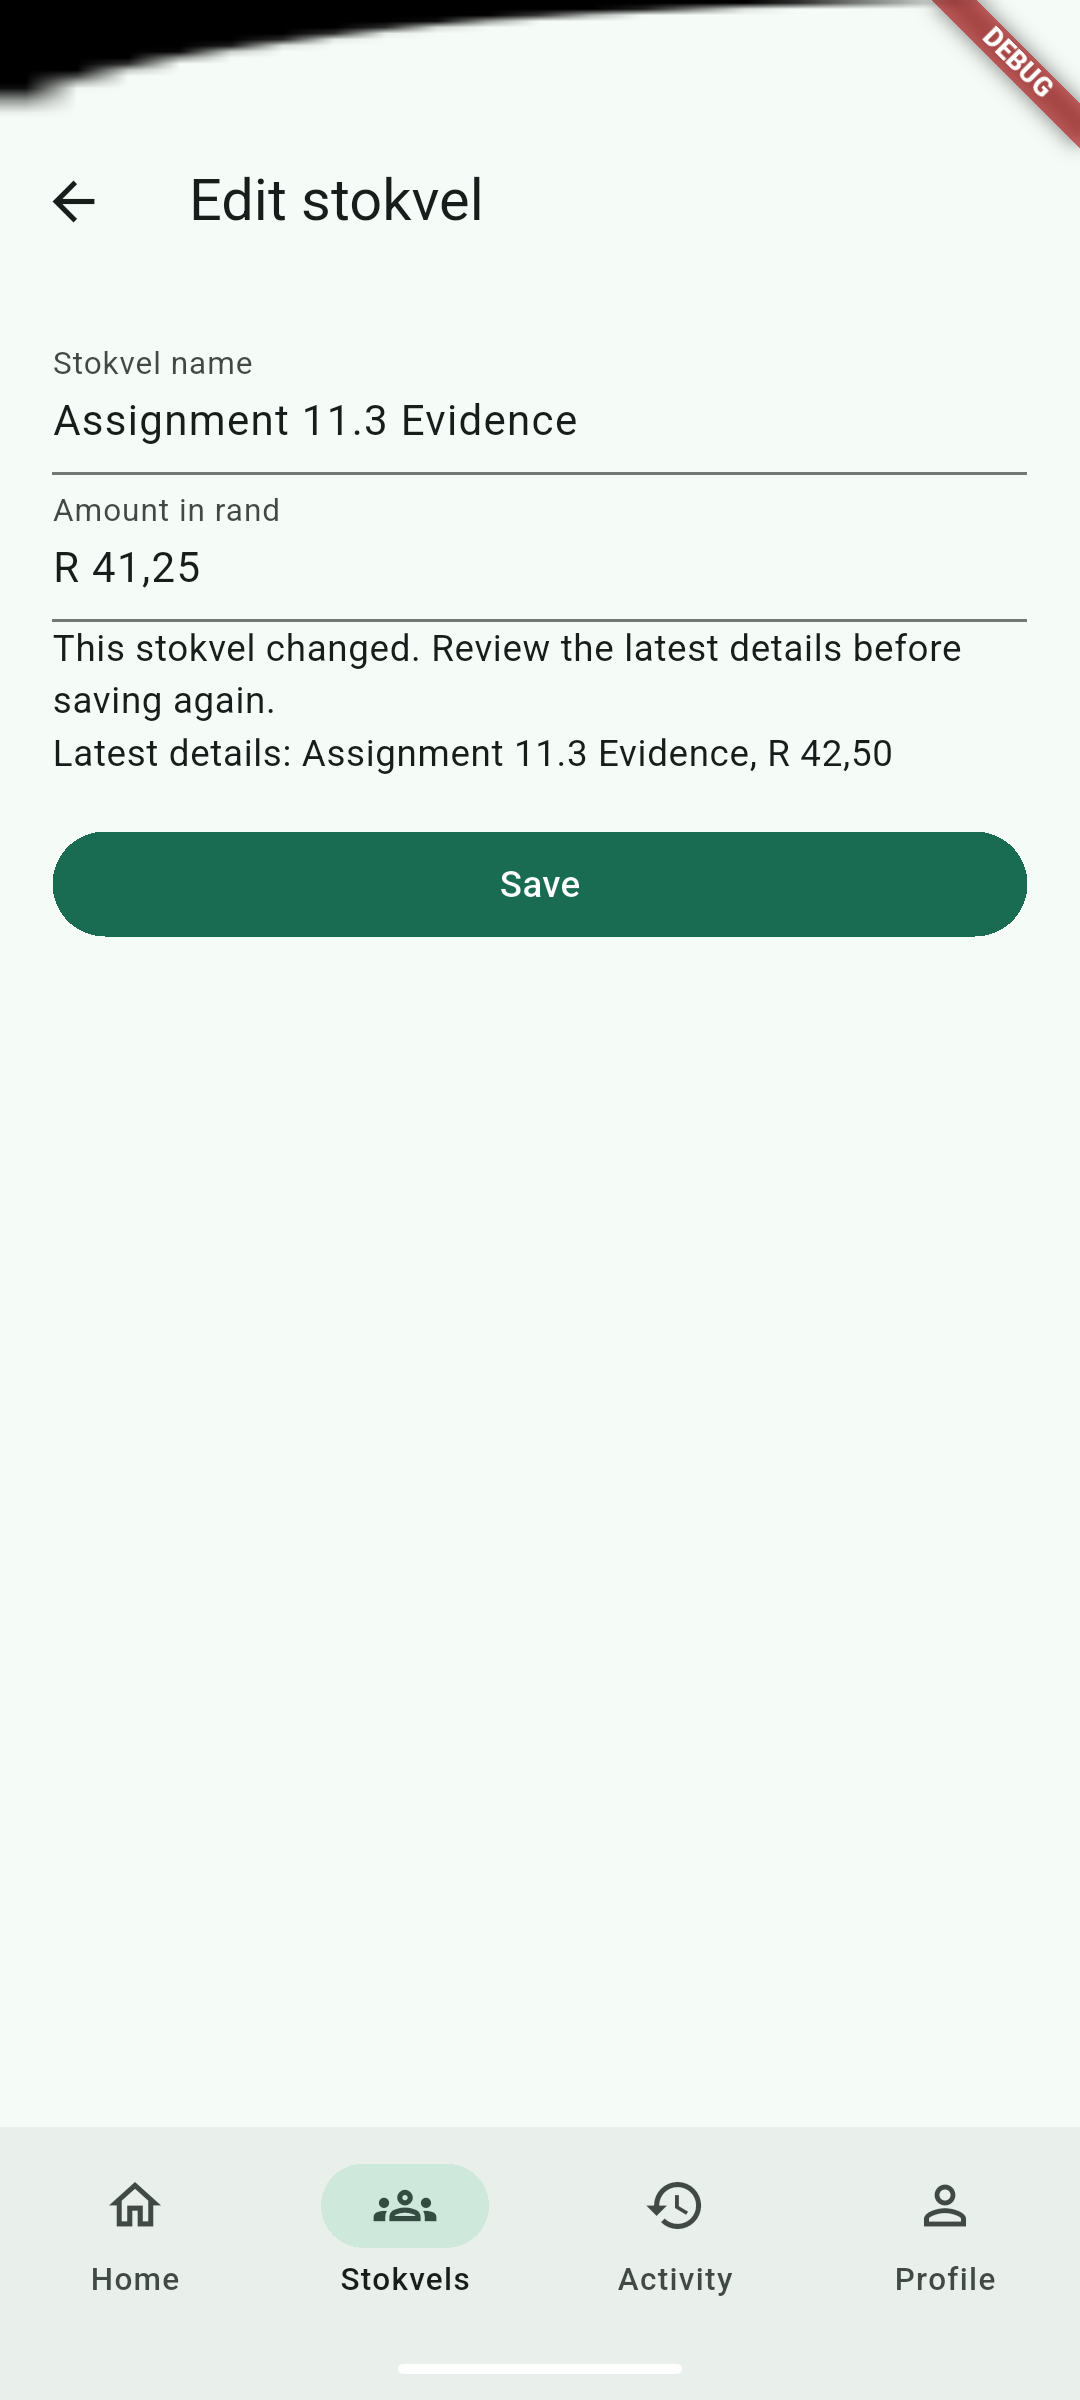 DEBUG
Edit stokvel
Stokvel name
Assignment 11.3 Evidence
Amount in rand
R 41,25
This stokvel changed. Review the latest details before
saving again.
Latest details: Assignment 11.3 Evidence, R 42,50
Save
Home
Stokvels
Activity
Profile